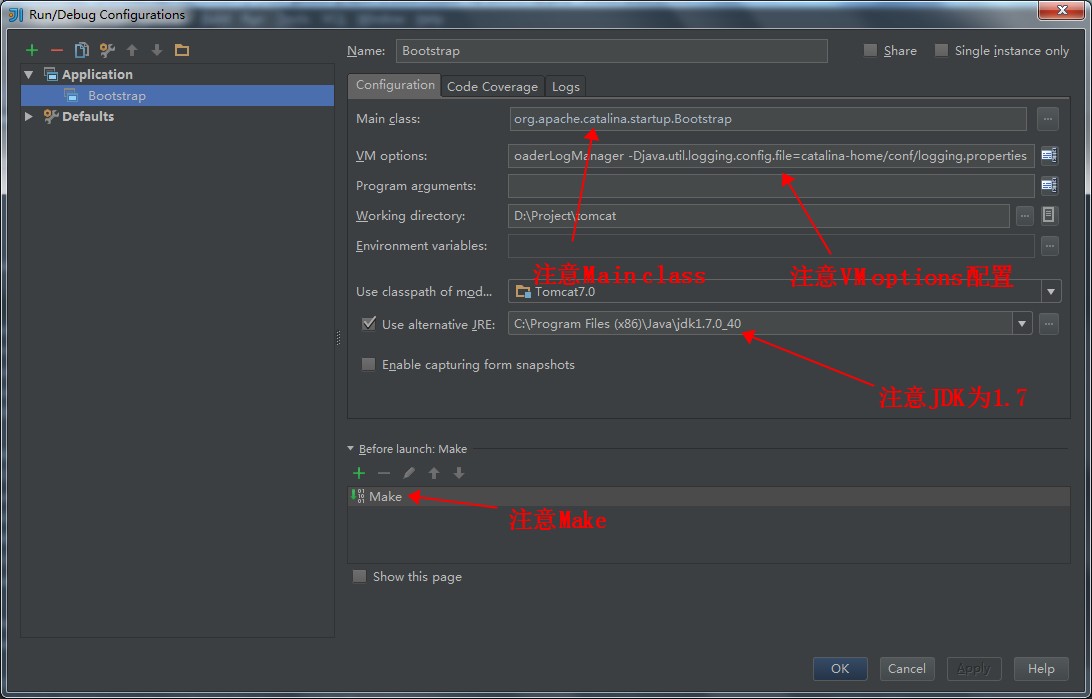 Run/Debug Configurations
Name: Bootstrap
Share
Single instance only
Application
Bootstrap
Defaults
Configuration
Code Coverage
Logs
Main class: org.apache.catalina.startup.Bootstrap
VM options: oaderLogManager -Djava.util.logging.config.file=catalina-home/conf/logging.properties
Program arguments:
Working directory: D:\Project\tomcat
Environment variables:
注意Main class
注意VM options配置
Use classpath of mod... Tomcat7.0
Use alternative JRE: C:\Program Files (x86)\Java\jdk1.7.0_40
Enable capturing form snapshots
注意JDK为1.7
Before launch: Make
Make
注意Make
Show this page
OK
Cancel
Apply
Help